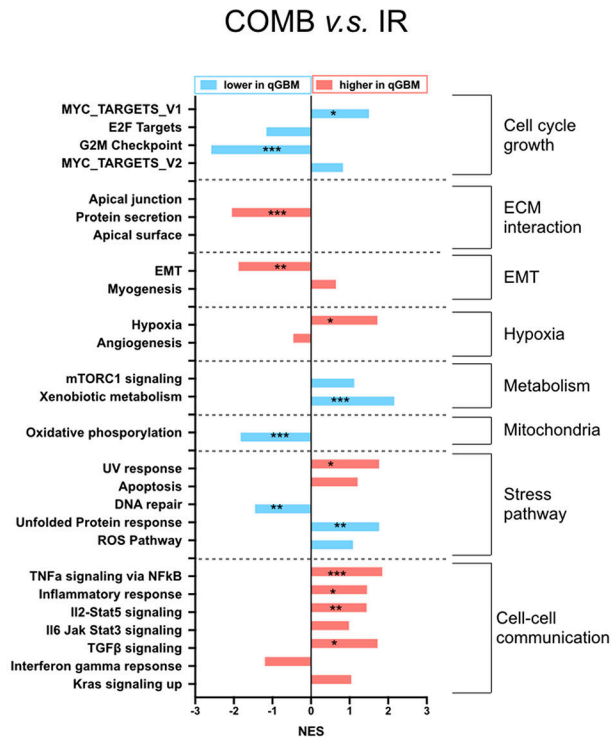 COMB v.s. IR
lower in qGBM
higher in qGBM
MYC_TARGETS_V1
*
E2F Targets
G2M Checkpoint
***
MYC_TARGETS_V2
Cell cycle
growth
Apical junction
Protein secretion
***
Apical surface
ECM
interaction
EMT
**
Myogenesis
EMT
Hypoxia
*
Angiogenesis
Hypoxia
mTORC1 signaling
Xenobiotic metabolism
***
Metabolism
Oxidative phosporylation
***
Mitochondria
UV response
*
Apoptosis
DNA repair
**
Unfolded Protein response
**
ROS Pathway
Stress
pathway
TNFa signaling via NFkB
***
Inflammatory response
*
Il2-Stat5 signaling
**
Il6 Jak Stat3 signaling
TGFβ signaling
*
Interferon gamma repsonse
Kras signaling up
Cell-cell
communication
-3 -2 -1 0 1 2 3
NES